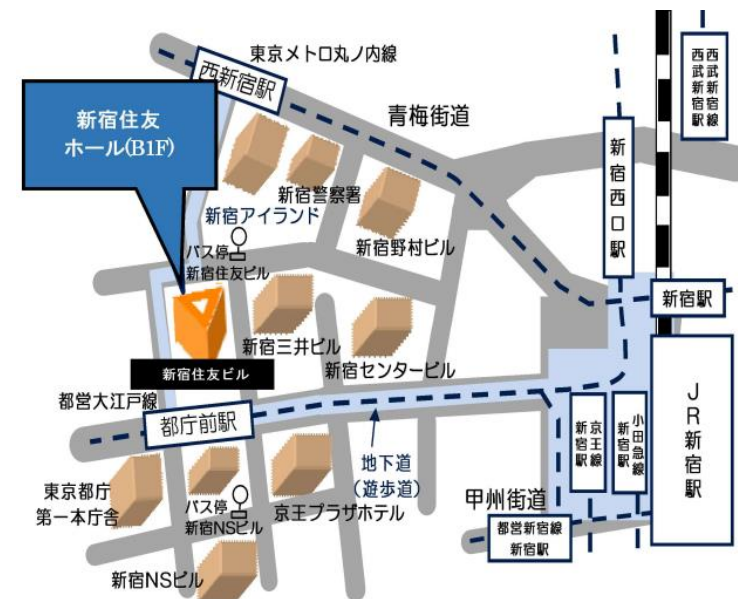 東京メトロ丸ノ内線
西新宿駅
青梅街道
西武新宿線
西武新宿駅
新宿住友
ホール(B1F)
新宿西口駅
新宿警察署
新宿アイランド
新宿野村ビル
バス停
新宿住友ビル
新宿駅
新宿三井ビル
新宿センタービル
新宿住友ビル
都営大江戸線
都庁前駅
JR新宿駅
京王線
新宿駅
小田急線
新宿駅
地下道
(遊歩道)
東京都庁
第一本庁舎
バス停
新宿NSビル
京王プラザホテル
甲州街道
都営新宿線
新宿駅
新宿NSビル